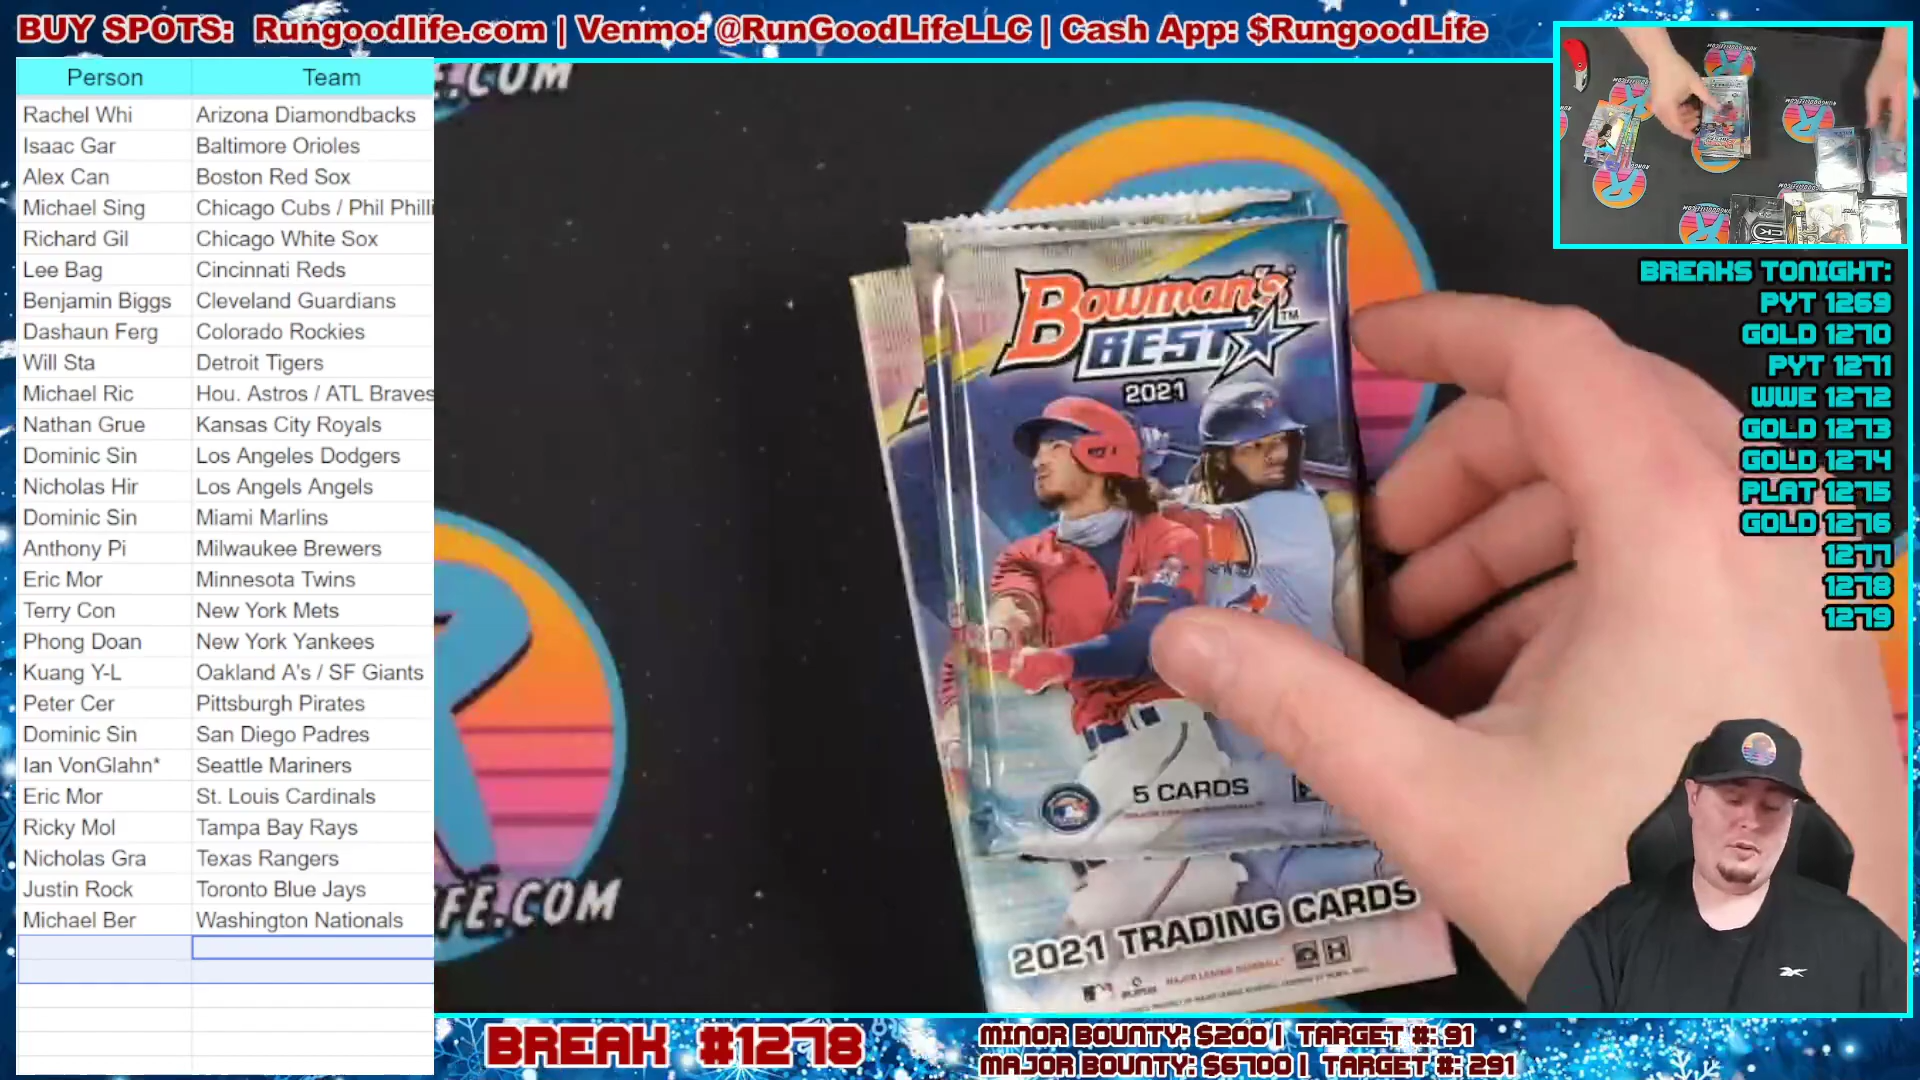 BUY SPOTS: Rungoodlife.com | Venmo: @RunGoodLifeLLC | Cash App: $RungoodLife
Person Team
Rachel Whi Arizona Diamondbacks
Isaac Gar Baltimore Orioles
Alex Can Boston Red Sox
Michael Sing Chicago Cubs / Phil Philli
Richard Gil Chicago White Sox
Lee Bag Cincinnati Reds
Benjamin Biggs Cleveland Guardians
Dashaun Ferg Colorado Rockies
Will Sta Detroit Tigers
Michael Ric Hou. Astros / ATL Braves
Nathan Grue Kansas City Royals
Dominic Sin Los Angeles Dodgers
Nicholas Hir Los Angels Angels
Dominic Sin Miami Marlins
Anthony Pi Milwaukee Brewers
Eric Mor Minnesota Twins
Terry Con New York Mets
Phong Doan New York Yankees
Kuang Y-L Oakland A's / SF Giants
Peter Cer Pittsburgh Pirates
Dominic Sin San Diego Padres
Ian VonGlahn* Seattle Mariners
Eric Mor St. Louis Cardinals
Ricky Mol Tampa Bay Rays
Nicholas Gra Texas Rangers
Justin Rock Toronto Blue Jays
Michael Ber Washington Nationals
E.COM
FE.COM
Bowman's
BEST™
2021
5 CARDS
2021 TRADING CARDS
BREAKS TONIGHT:
PYT 1269
GOLD 1270
PYT 1271
WWE 1272
GOLD 1273
GOLD 1274
PLAT 1275
GOLD 1276
1277
1278
1279
BREAK #1278
MINOR BOUNTY: $200 | TARGET #: 91
MAJOR BOUNTY: $6700 | TARGET #: 291